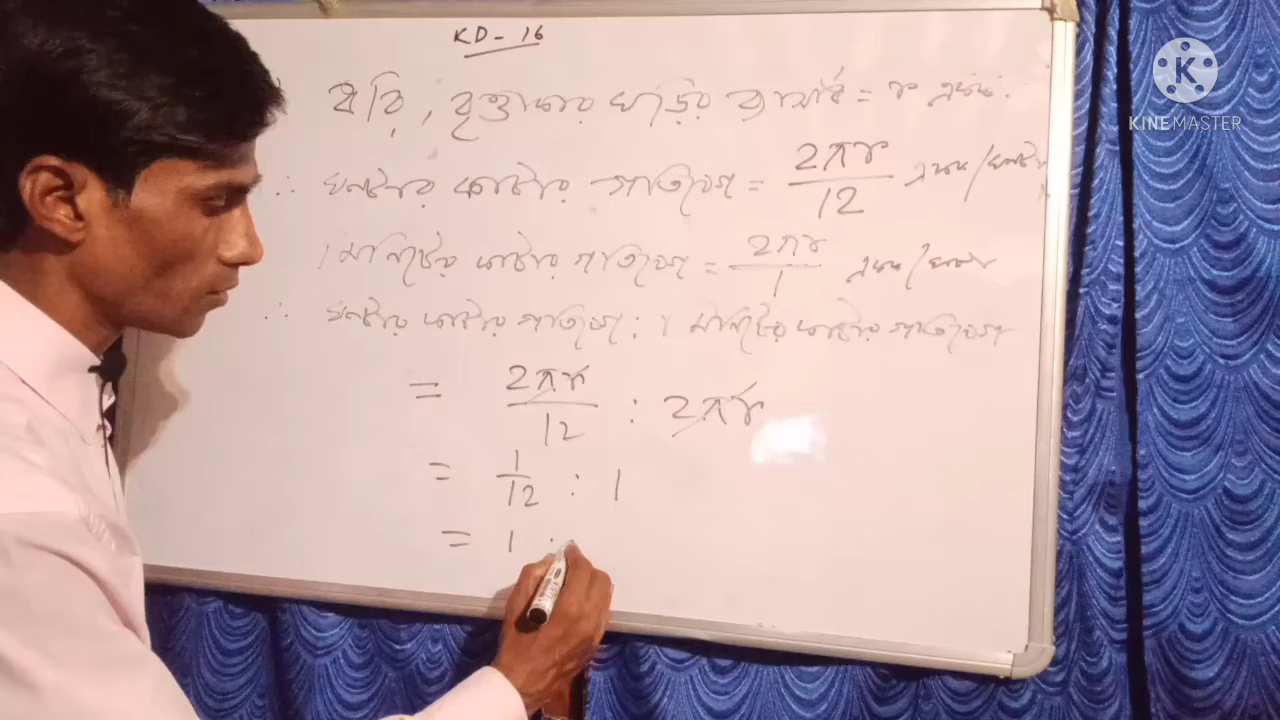 KD - 16
ধরি, বৃত্তাকার ঘড়ির ব্যাসার্ধ = r একক.
∴ ঘন্টার কাটার গতিবেগ = 2πr/12 একক/ঘন্টা
মিনিটের কাটার গতিবেগ = 2πr/1 একক/ঘন্টা
∴ ঘন্টার কাটার গতিবেগ : মিনিটের কাটার গতিবেগ
= 2πr/12 : 2πr
= 1/12 : 1
= 1 :
KINEMASTER